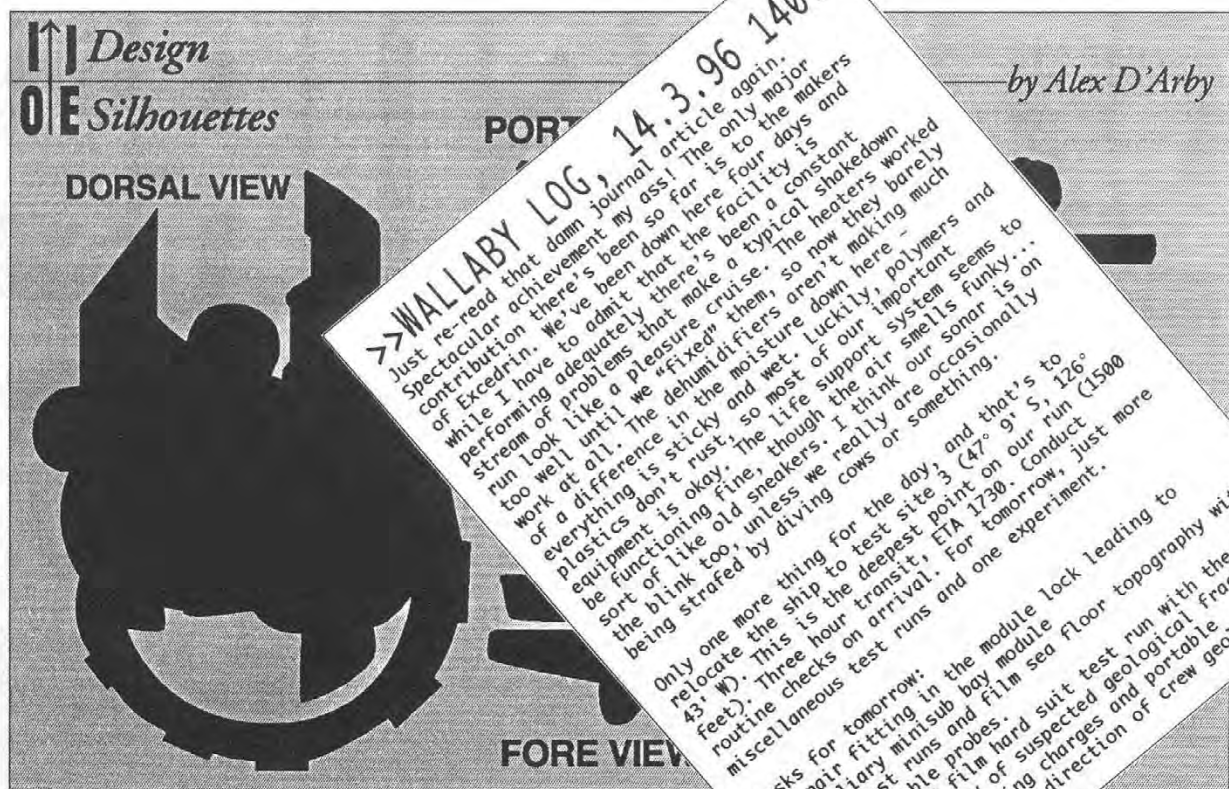 Design
Silhouettes
by Alex D'Arby
DORSAL VIEW
PORT
FORE VIEW
>>WALLABY LOG, 14.3.96 140
Just re-read that damn journal article again.
Spectacular achievement my ass! The only major
contribution there's been so far is to the makers
of Excedrin. We've been down here four days and
while I have to admit that the facility is
performing adequately there's been a constant
stream of problems that make a typical shakedown
run look like a pleasure cruise. The heaters worked
too well until we "fixed" them, so now they barely
work at all. The dehumidifiers aren't making much
of a difference in the moisture down here -
everything is sticky and wet. Luckily, polymers and
plastics don't rust, so most of our important
equipment is okay. The life support system seems to
be functioning fine, though the air smells funky...
sort of like old sneakers. I think our sonar is on
the blink too, unless we really are occasionally
being strafed by diving cows or something.
Only one more thing for the day, and that's to
relocate the ship to test site 3 (47° 9' S, 126°
43' W). This is the deepest point on our run (1500
feet). Three hour transit, ETA 1730. Conduct
routine checks on arrival. For tomorrow, just more
miscellaneous test runs and one experiment.
sks for tomorrow:
pair fitting in the module lock leading to
liary minisub bay module
st runs and film sea floor topography wi
ble probes.
film hard suit test run with the
of suspected geological fra
ing charges and portable
direction of crew geo